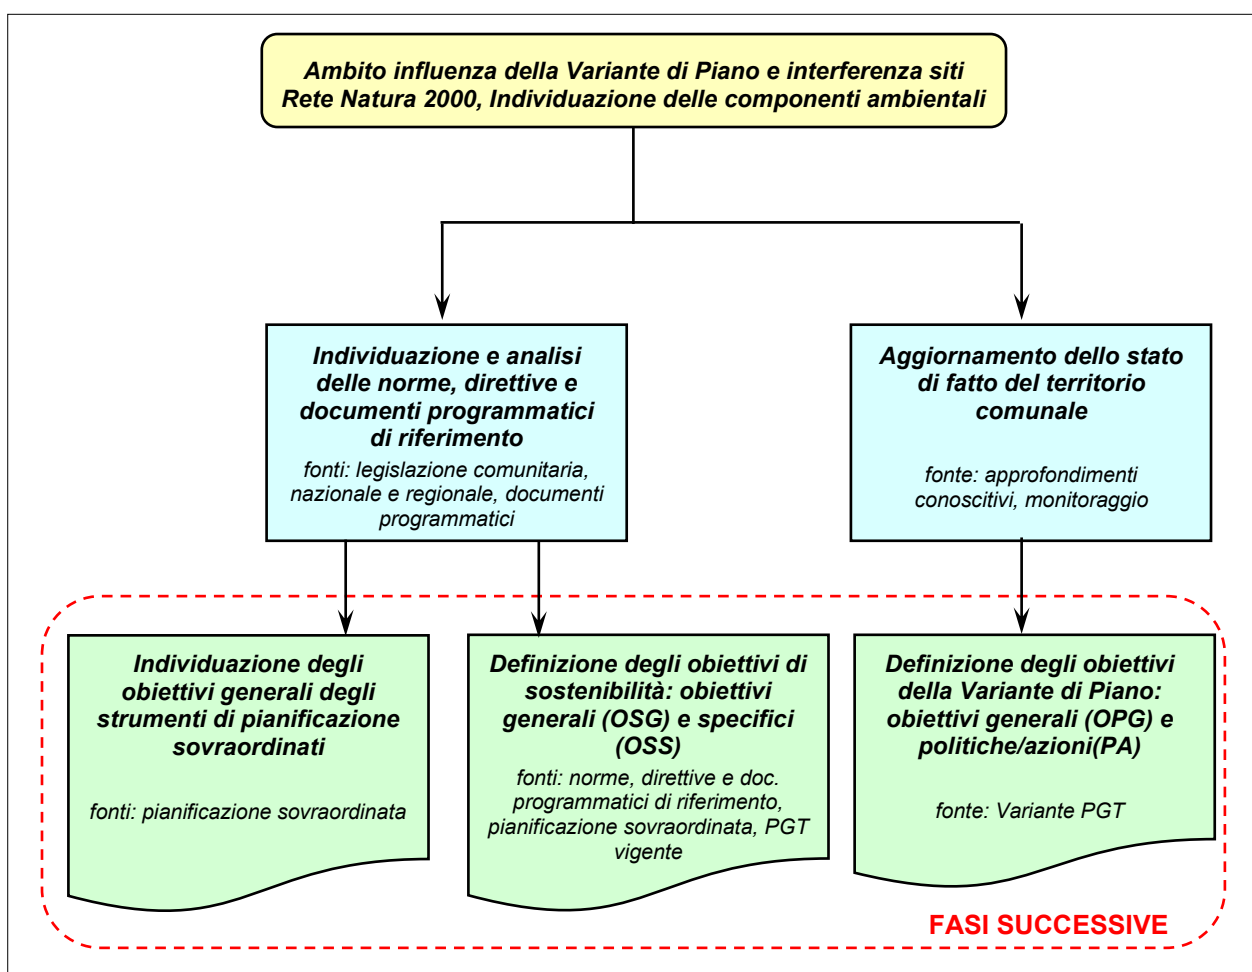 Ambito influenza della Variante di Piano e interferenza siti
Rete Natura 2000, Individuazione delle componenti ambientali
Individuazione e analisi
delle norme, direttive e
documenti programmatici
di riferimento
fonti: legislazione comunitaria,
nazionale e regionale, documenti
programmatici
Aggiornamento dello stato
di fatto del territorio
comunale
fonte: approfondimenti
conoscitivi, monitoraggio
Individuazione degli
obiettivi generali degli
strumenti di pianificazione
sovraordinati
fonti: pianificazione sovraordinata
Definizione degli obiettivi di
sostenibilità: obiettivi
generali (OSG) e specifici
(OSS)
fonti: norme, direttive e doc.
programmatici di riferimento,
pianificazione sovraordinata, PGT
vigente
Definizione degli obiettivi
della Variante di Piano:
obiettivi generali (OPG) e
politiche/azioni(PA)
fonte: Variante PGT
FASI SUCCESSIVE